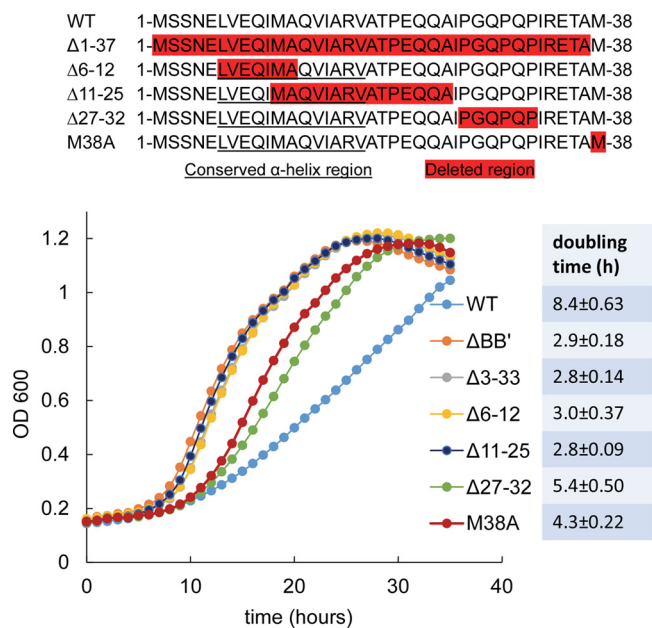 WT 1-MSSNELVEQIMAQVIARVATPEQQAIPGQPQPIRETAM-38
Δ1-37 1-MSSNELVEQIMAQVIARVATPEQQAIPGQPQPIRETAM-38
Δ6-12 1-MSSNELVEQIMAQVIARVATPEQQAIPGQPQPIRETAM-38
Δ11-25 1-MSSNELVEQIMAQVIARVATPEQQAIPGQPQPIRETAM-38
Δ27-32 1-MSSNELVEQIMAQVIARVATPEQQAIPGQPQPIRETAM-38
M38A 1-MSSNELVEQIMAQVIARVATPEQQAIPGQPQPIRETAM-38
Conserved α-helix region Deleted region
OD 600
1.2
1
0.8
0.6
0.4
0.2
0
0 10 20 30 40
time (hours)
doubling
time (h)
WT 8.4±0.63
ΔBB' 2.9±0.18
Δ3-33 2.8±0.14
Δ6-12 3.0±0.37
Δ11-25 2.8±0.09
Δ27-32 5.4±0.50
M38A 4.3±0.22